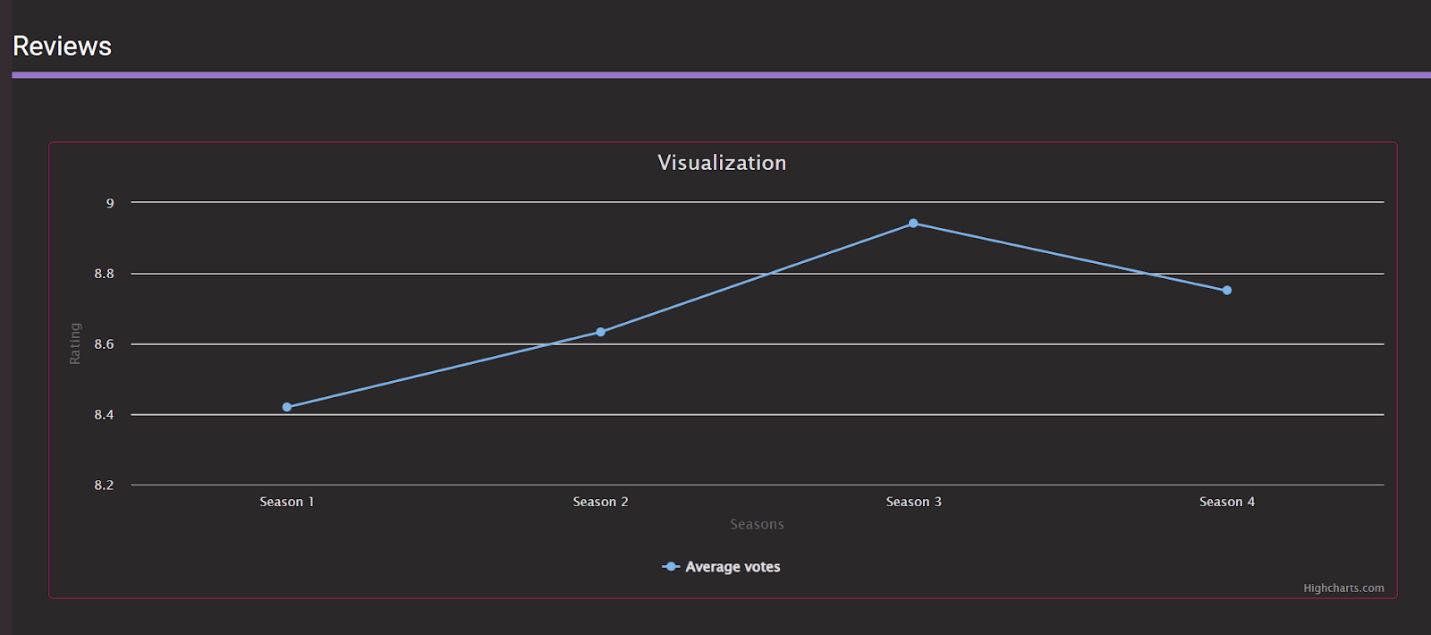 Reviews
Visualization
9
8.8
8.6
8.4
8.2
Rating
Season 1 Season 2 Season 3 Season 4
Seasons
Average votes
Highcharts.com